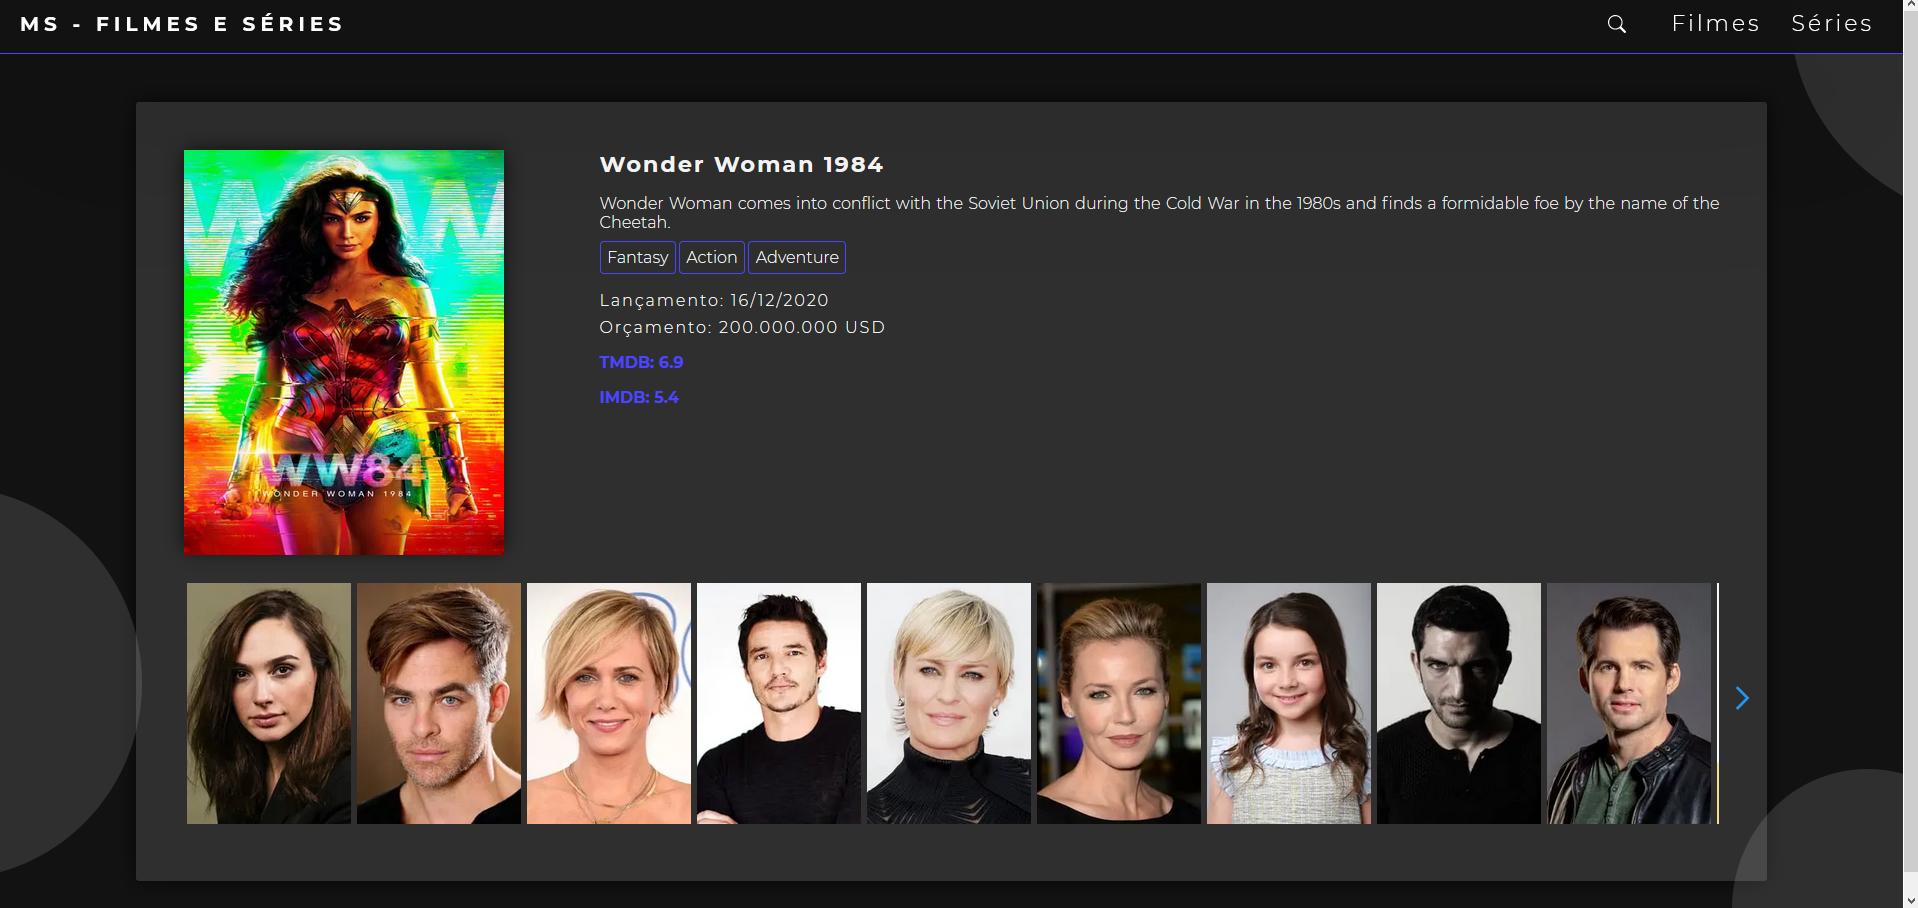 MS - FILMES E SÉRIES
Filmes
Séries
Wonder Woman 1984
Wonder Woman comes into conflict with the Soviet Union during the Cold War in the 1980s and finds a formidable foe by the name of the
Cheetah.
Fantasy
Action
Adventure
Lançamento: 16/12/2020
Orçamento: 200.000.000 USD
TMDB: 6.9
IMDB: 5.4
WW84
WONDER WOMAN 1984